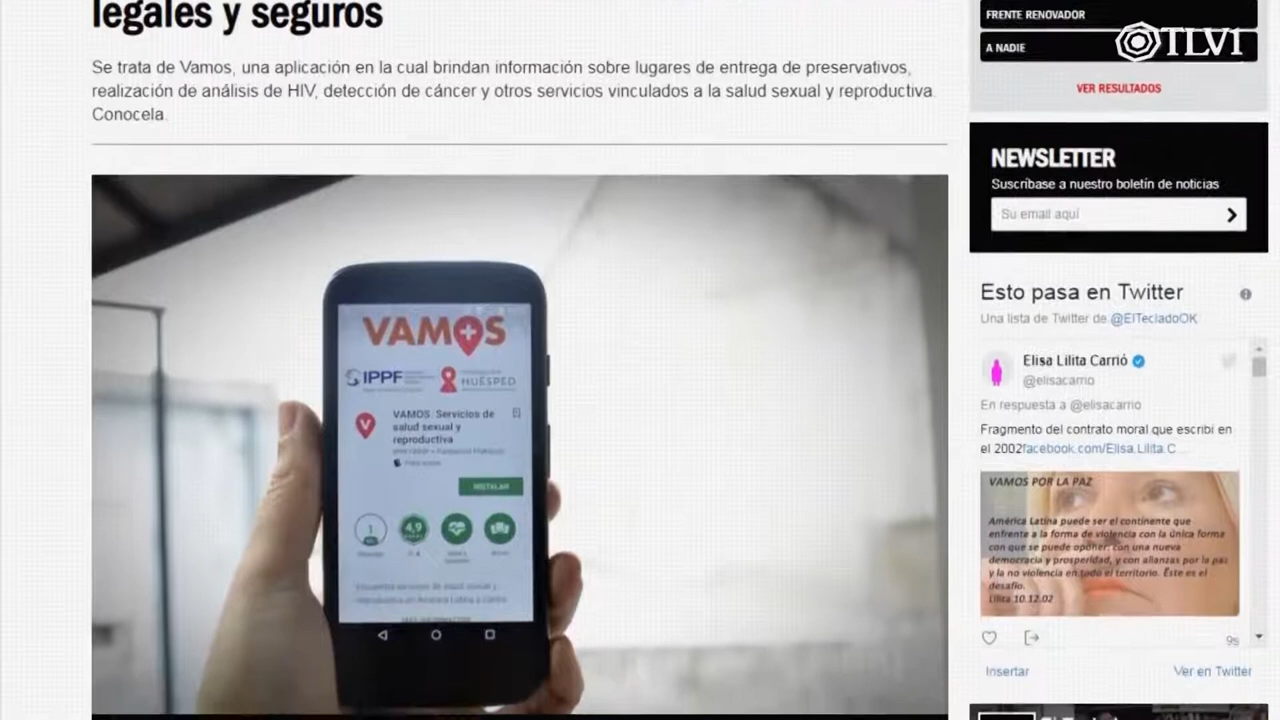 legales y seguros
Se trata de Vamos, una aplicación en la cual brindan información sobre lugares de entrega de preservativos,
realización de análisis de HIV, detección de cáncer y otros servicios vinculados a la salud sexual y reproductiva.
Conocela.
VAMOS
IPPF
HUÉSPED
VAMOS: Servicios de
salud sexual y
reproductiva
INSTALAR
1
4,9
FRENTE RENOVADOR
A NADIE
TLV1
VER RESULTADOS
NEWSLETTER
Suscríbase a nuestro boletín de noticias
Su email aquí
Esto pasa en Twitter
Una lista de Twitter de @ElTecladoOK
Elisa Lilita Carrió
@elisacarrio
En respuesta a @elisacarrio
Fragmento del contrato moral que escribi en
el 2002facebook.com/Elisa.Lilita.C…
VAMOS POR LA PAZ
América Latina puede ser el continente que
enfrente a la forma de violencia con la única forma
con que se puede oponer: con una nueva
democracia y prosperidad, y con alianzas por la paz
y la no violencia en todo el territorio. Éste es el
desafío.
Lilita 10.12.02
9s
Insertar
Ver en Twitter